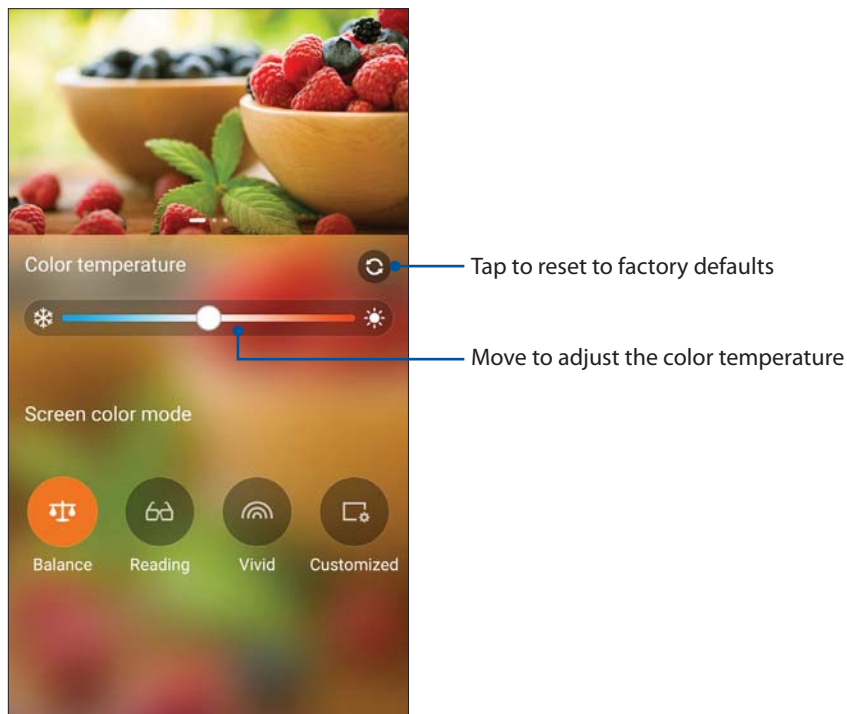 Color temperature
Tap to reset to factory defaults
Move to adjust the color temperature
Screen color mode
Balance Reading Vivid Customized